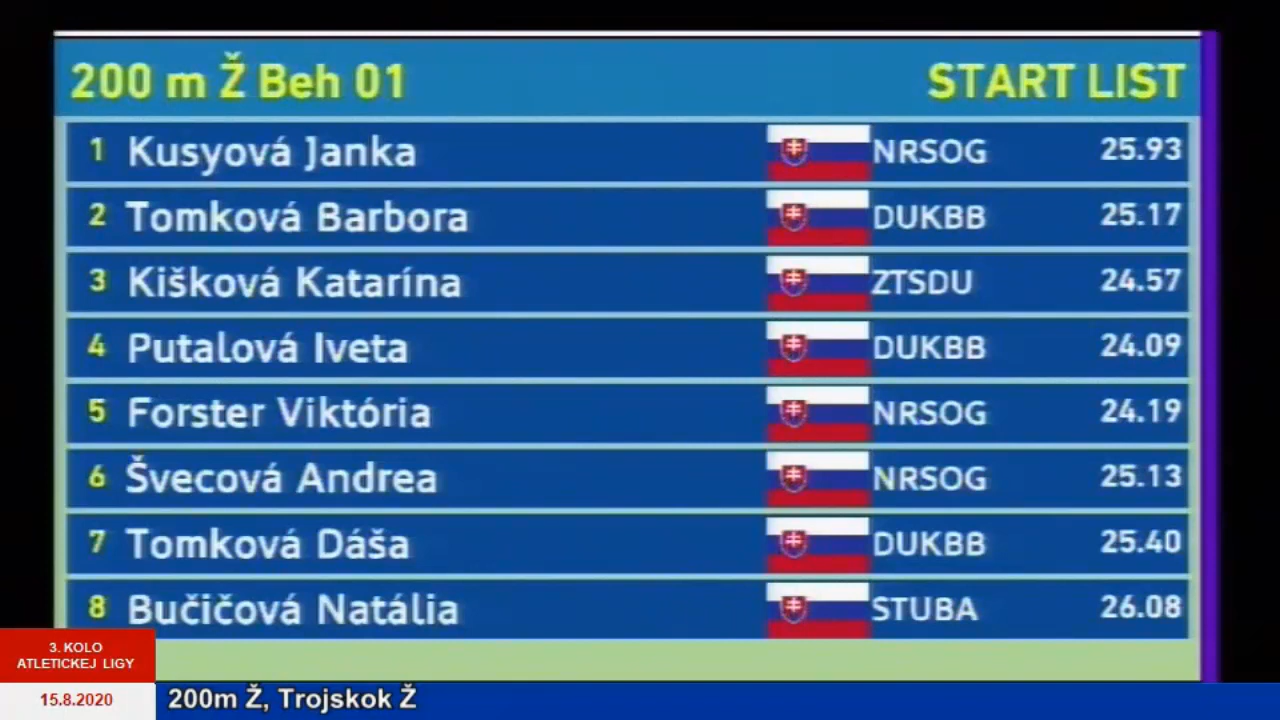 200 m Ž Beh 01 START LIST
1 Kusyová Janka NRSOG 25.93
2 Tomková Barbora DUKBB 25.17
3 Kišková Katarína ZTSDU 24.57
4 Putalová Iveta DUKBB 24.09
5 Forster Viktória NRSOG 24.19
6 Švecová Andrea NRSOG 25.13
7 Tomková Dáša DUKBB 25.40
8 Bučičová Natália STUBA 26.08
3. KOLO
ATLETICKEJ LIGY
15.8.2020 200m Ž, Trojskok Ž